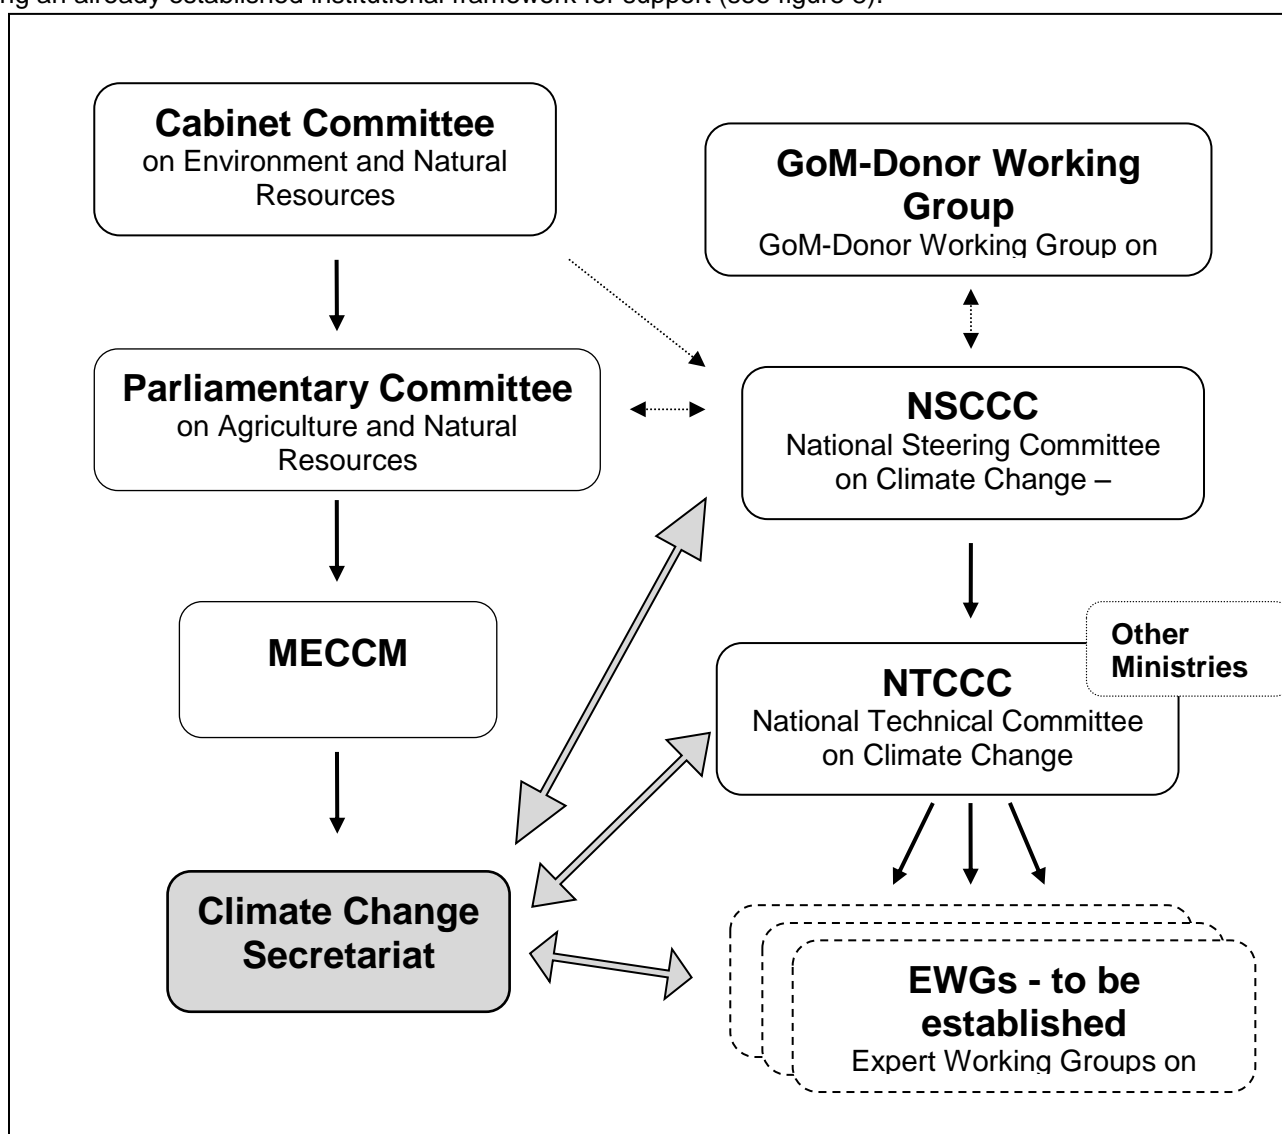 ng an already established institutional framework for support (see figure 3).
Cabinet Committee
on Environment and Natural
Resources
GoM-Donor Working
Group
GoM-Donor Working Group on
Parliamentary Committee
on Agriculture and Natural
Resources
NSCCC
National Steering Committee
on Climate Change –
MECCM
Other
Ministries
NTCCC
National Technical Committee
on Climate Change
Climate Change
Secretariat
EWGs - to be
established
Expert Working Groups on